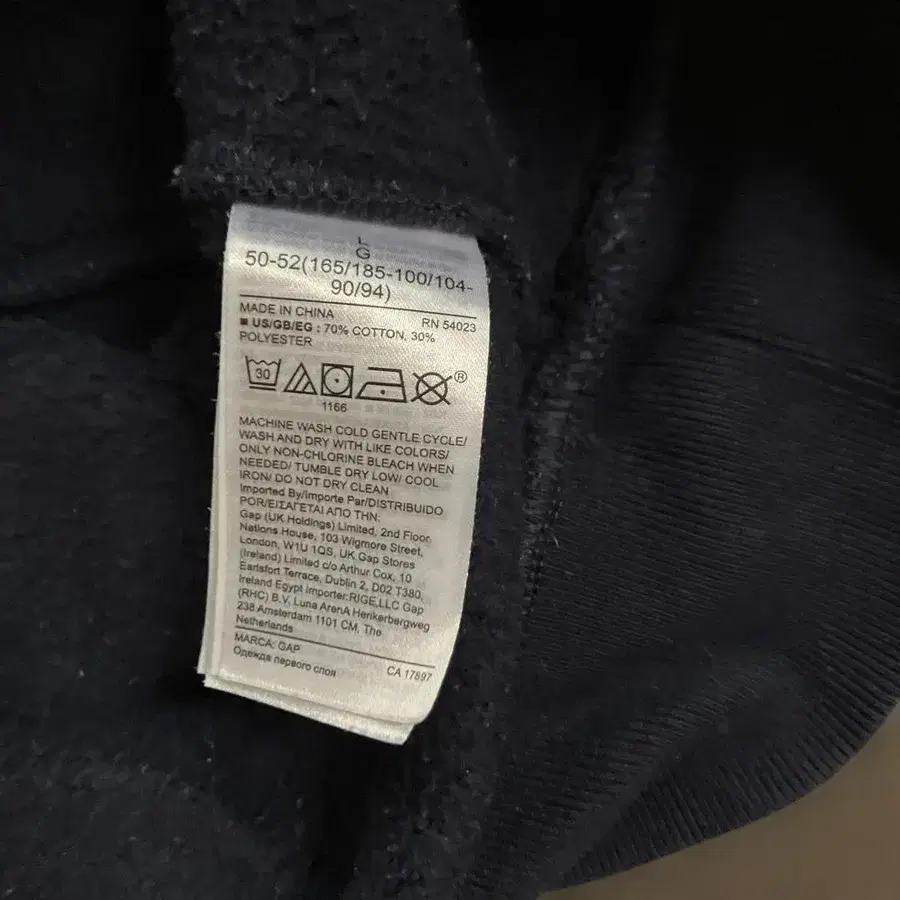 L
G
50-52(165/185-100/104-
90/94)
MADE IN CHINA RN 54023
■ US/GB/EG : 70% COTTON, 30%
POLYESTER
30 ®
1166
MACHINE WASH COLD GENTLE CYCLE/
WASH AND DRY WITH LIKE COLORS/
ONLY NON-CHLORINE BLEACH WHEN
NEEDED/ TUMBLE DRY LOW/ COOL
IRON/ DO NOT DRY CLEAN
Imported By/Importe Par/DISTRIBUIDO
POR/ΕΙΣΑΓΕΤΑΙ ΑΠΟ ΤΗΝ:
Gap (UK Holdings) Limited, 2nd Floor,
Nations House, 103 Wigmore Street,
London, W1U 1QS, UK Gap Stores
(Ireland) Limited c/o Arthur Cox, 10
Earlsfort Terrace, Dublin 2, D02 T380,
Ireland Egypt Importer:RIGE,LLC Gap
(RHC) B.V. Luna ArenA Herikerbergweg
238 Amsterdam 1101 CM, The
Netherlands
MARCA: GAP
Одежда первого слоя CA 17897